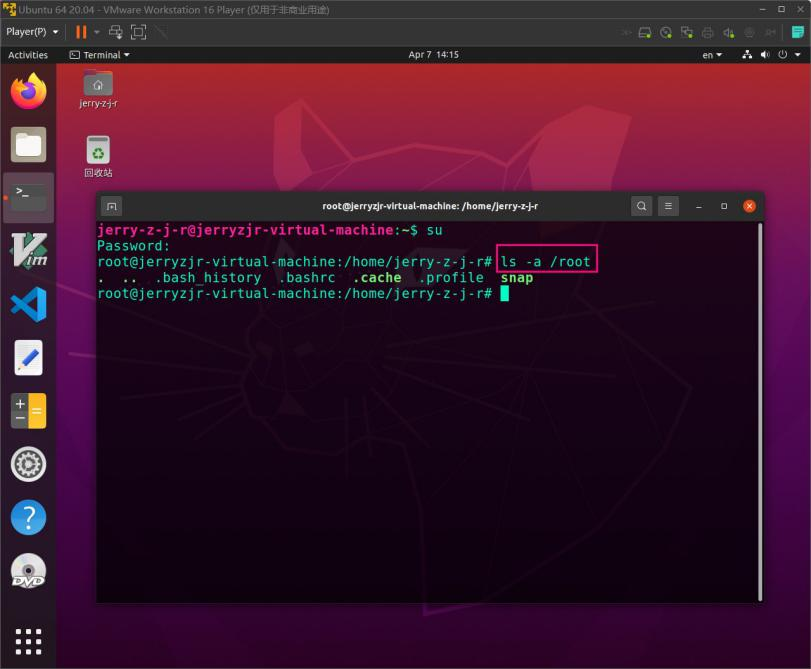 Ubuntu 64 20.04 - VMware Workstation 16 Player (仅用于非商业用途)
Player(P)
Activities
Terminal
Apr 7 14:15
en
jerry-z-j-r
回收站
root@jerryzjr-virtual-machine: /home/jerry-z-j-r
jerry-z-j-r@jerryzjr-virtual-machine:~$ su
Password:
root@jerryzjr-virtual-machine:/home/jerry-z-j-r# ls -a /root
. .. .bash_history .bashrc .cache .profile snap
root@jerryzjr-virtual-machine:/home/jerry-z-j-r#
Vim
DVD